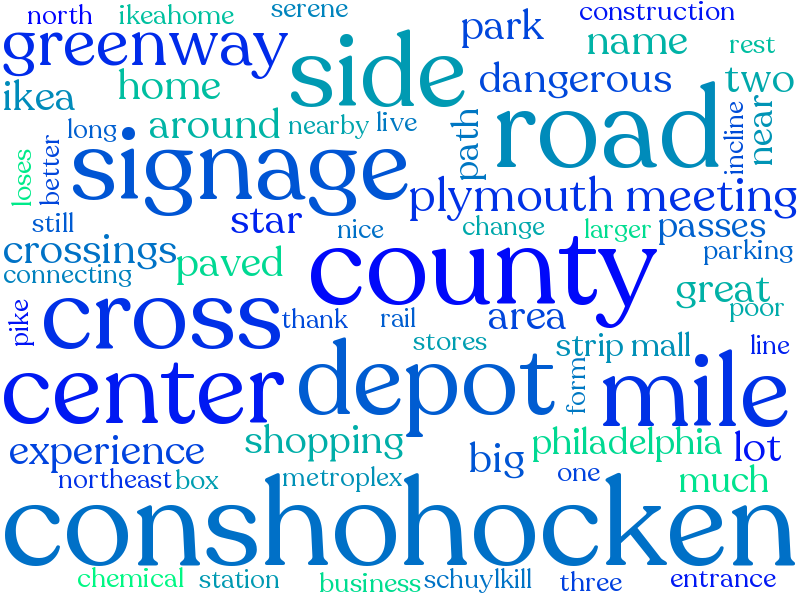 north ikeahome serene construction
greenway side park name rest
ikea home dangerous two
long around nearby live path road incline near
loses better signage plymouth meeting
still star nice change larger passes
crossings paved county parking
connecting great poor
pike cross thank rail area
stores strip mall line
center depot form mile
experience shopping big philadelphia lot
northeast box metroplex one much
conshohocken
chemical station business schuylkill three entrance